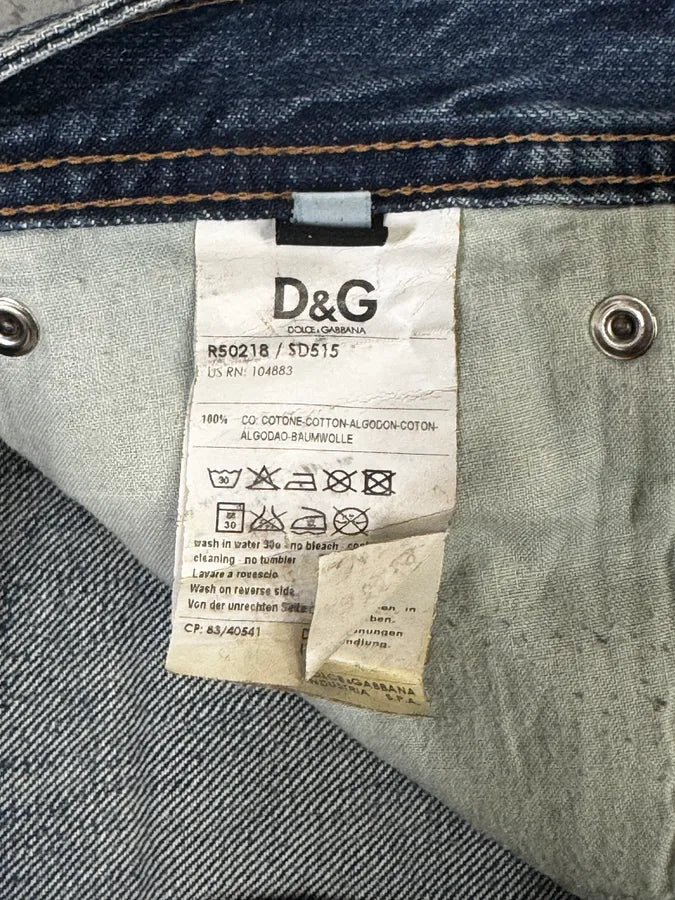 D&G
DOLCE & GABBANA
R50218 / SD515
US RN: 104883
100% CO: COTONE-COTTON-ALGODON-COTON-
ALGODAO-BAUMWOLLE
30
30
wash in water 30o - no bleach -
cleaning - no tumbler
Lavare a rovescio
Wash on reverse side
Von der unrechten Seite
CP: 83/40541
DOLCE & GABBANA
INDUSTRIA S.P.A.